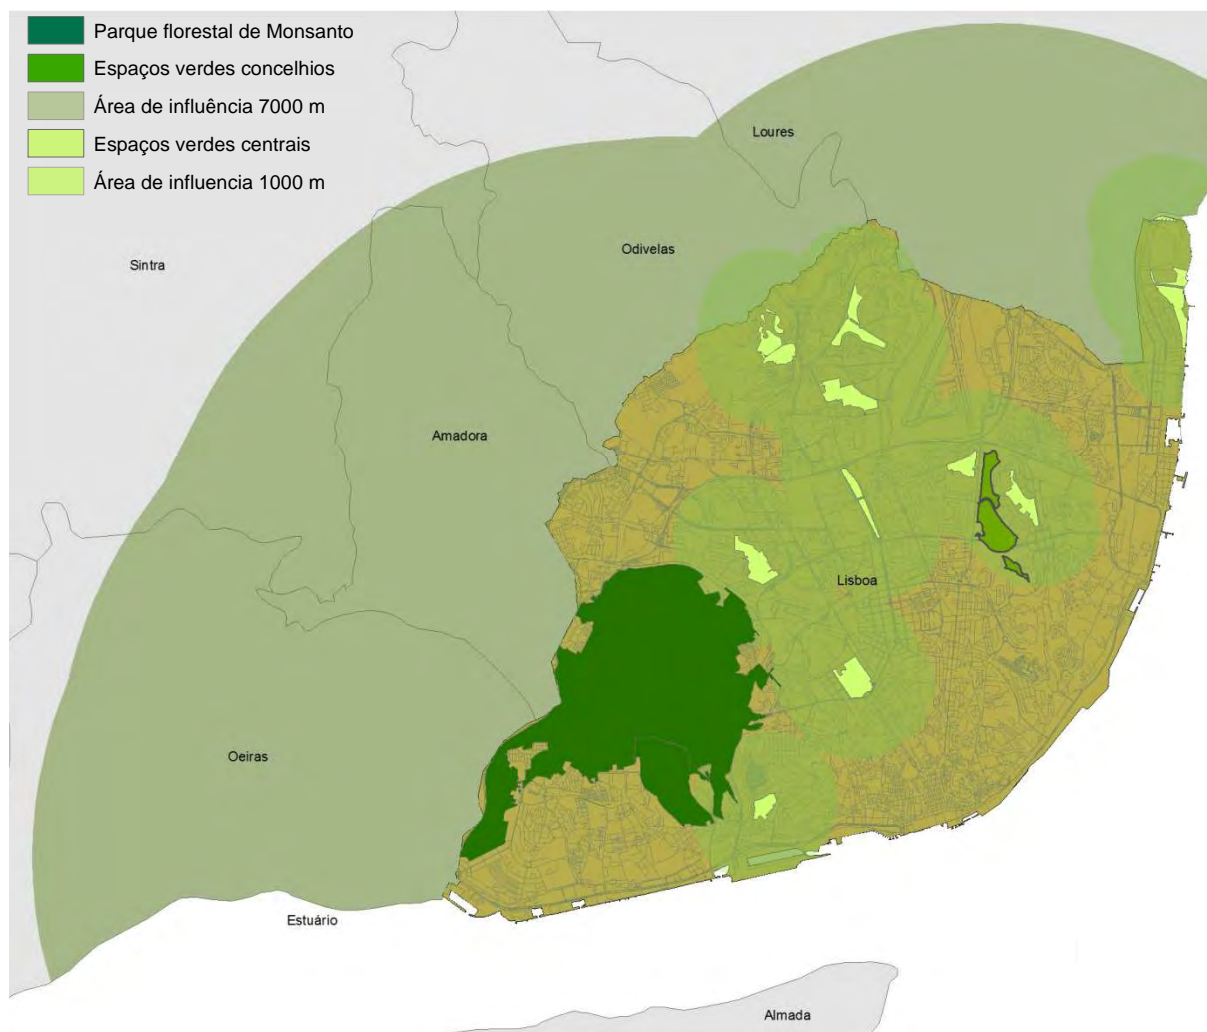 Parque florestal de Monsanto
Espaços verdes concelhios
Área de influência 7000 m
Espaços verdes centrais
Área de influencia 1000 m
Loures
Odivelas
Sintra
Amadora
Lisboa
Oeiras
Estuário
Almada